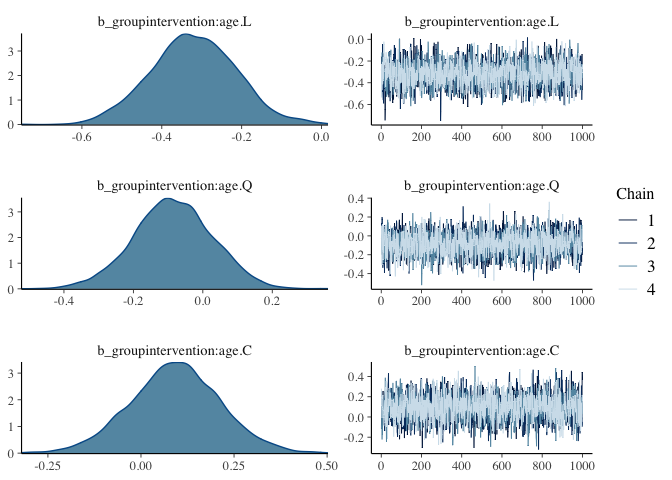 b_groupintervention:age.L
3
2
1
0
-0.6 -0.4 -0.2 0.0
b_groupintervention:age.L
0.0
-0.2
-0.4
-0.6
0 200 400 600 800 1000
b_groupintervention:age.Q
3
2
1
0
-0.4 -0.2 0.0 0.2
b_groupintervention:age.Q
0.4
0.2
0.0
-0.2
-0.4
0 200 400 600 800 1000
b_groupintervention:age.C
3
2
1
0
-0.25 0.00 0.25 0.50
b_groupintervention:age.C
0.4
0.2
0.0
-0.2
0 200 400 600 800 1000
Chain
1
2
3
4